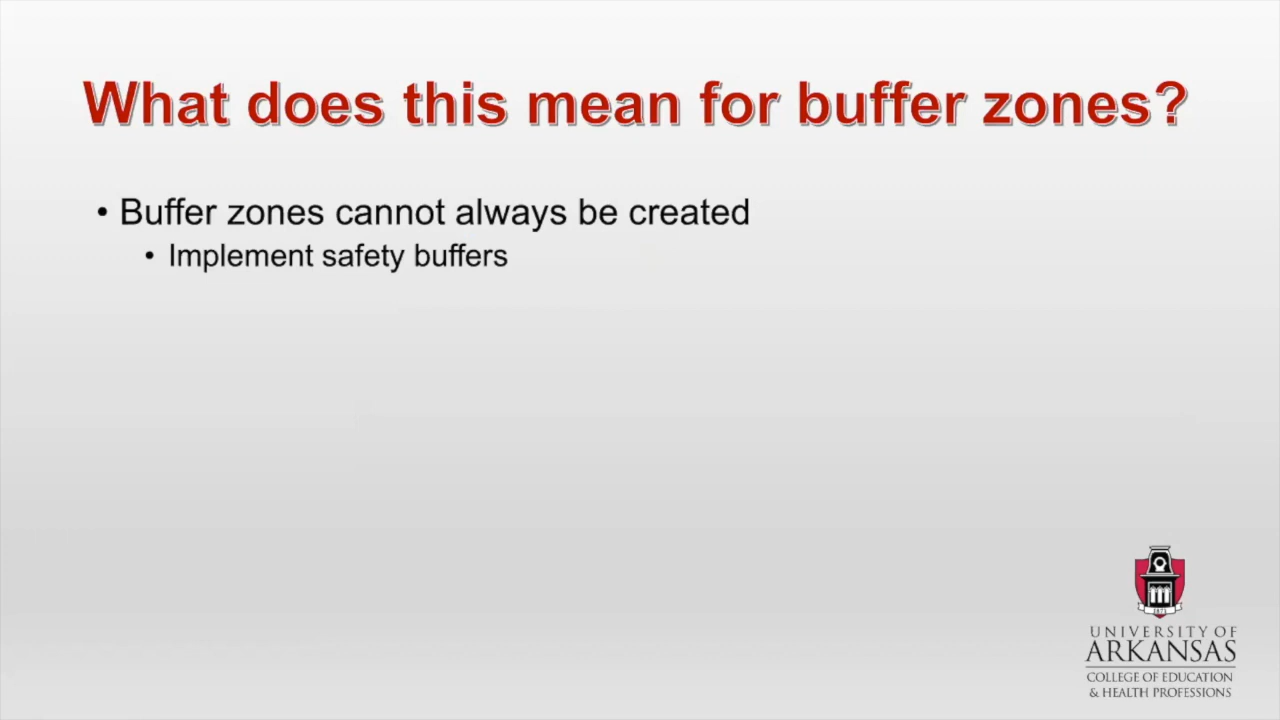 What does this mean for buffer zones?
• Buffer zones cannot always be created
• Implement safety buffers
1871
UNIVERSITY OF
ARKANSAS
COLLEGE OF EDUCATION
& HEALTH PROFESSIONS